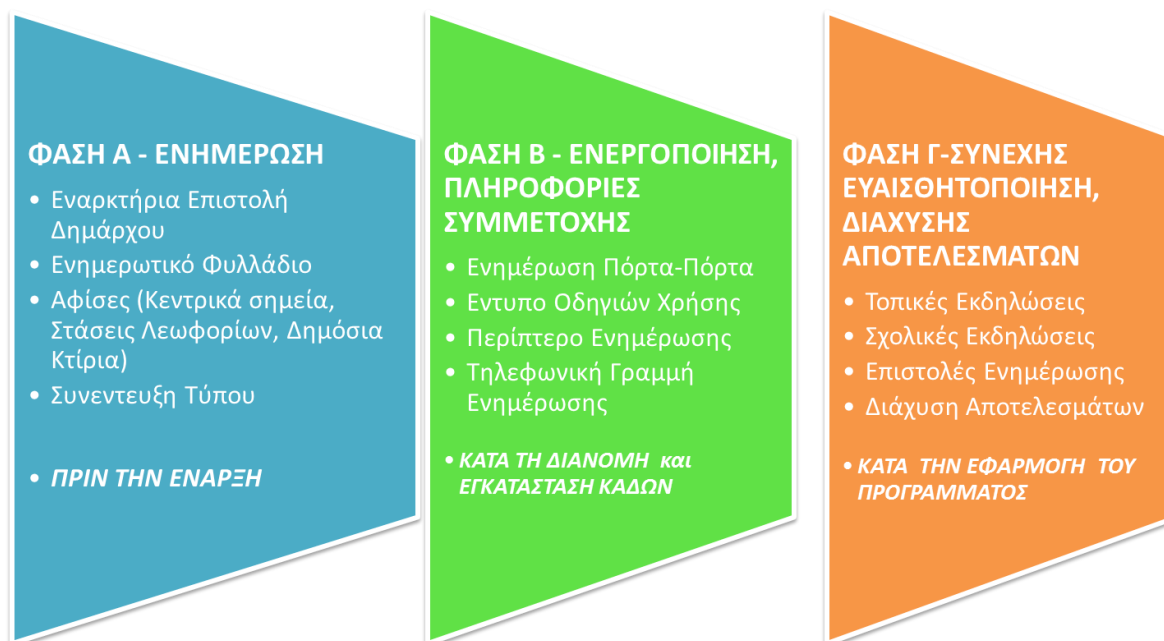 ΦΑΣΗ Α - ΕΝΗΜΕΡΩΣΗ
• Εναρκτήρια Επιστολή
Δημάρχου
• Ενημερωτικό Φυλλάδιο
• Αφίσες (Κεντρικά σημεία,
Στάσεις Λεωφορίων, Δημόσια
Κτίρια)
• Συνεντευξη Τύπου
• ΠΡΙΝ ΤΗΝ ΕΝΑΡΞΗ
ΦΑΣΗ Β - ΕΝΕΡΓΟΠΟΙΗΣΗ,
ΠΛΗΡΟΦΟΡΙΕΣ
ΣΥΜΜΕΤΟΧΗΣ
• Ενημέρωση Πόρτα-Πόρτα
• Εντυπο Οδηγιών Χρήσης
• Περίπτερο Ενημέρωσης
• Τηλεφωνική Γραμμή
Ενημέρωσης
• ΚΑΤΑ ΤΗ ΔΙΑΝΟΜΗ και
ΕΓΚΑΤΑΣΤΑΣΗ ΚΑΔΩΝ
ΦΑΣΗ Γ-ΣΥΝΕΧΗΣ
ΕΥΑΙΣΘΗΤΟΠΟΙΗΣΗ,
ΔΙΑΧΥΣΗΣ
ΑΠΟΤΕΛΕΣΜΑΤΩΝ
• Τοπικές Εκδηλώσεις
• Σχολικές Εκδηλώσεις
• Επιστολές Ενημέρωσης
• Διάχυση Αποτελεσμάτων
• ΚΑΤΑ ΤΗΝ ΕΦΑΡΜΟΓΗ ΤΟΥ
ΠΡΟΓΡΑΜΜΑΤΟΣ